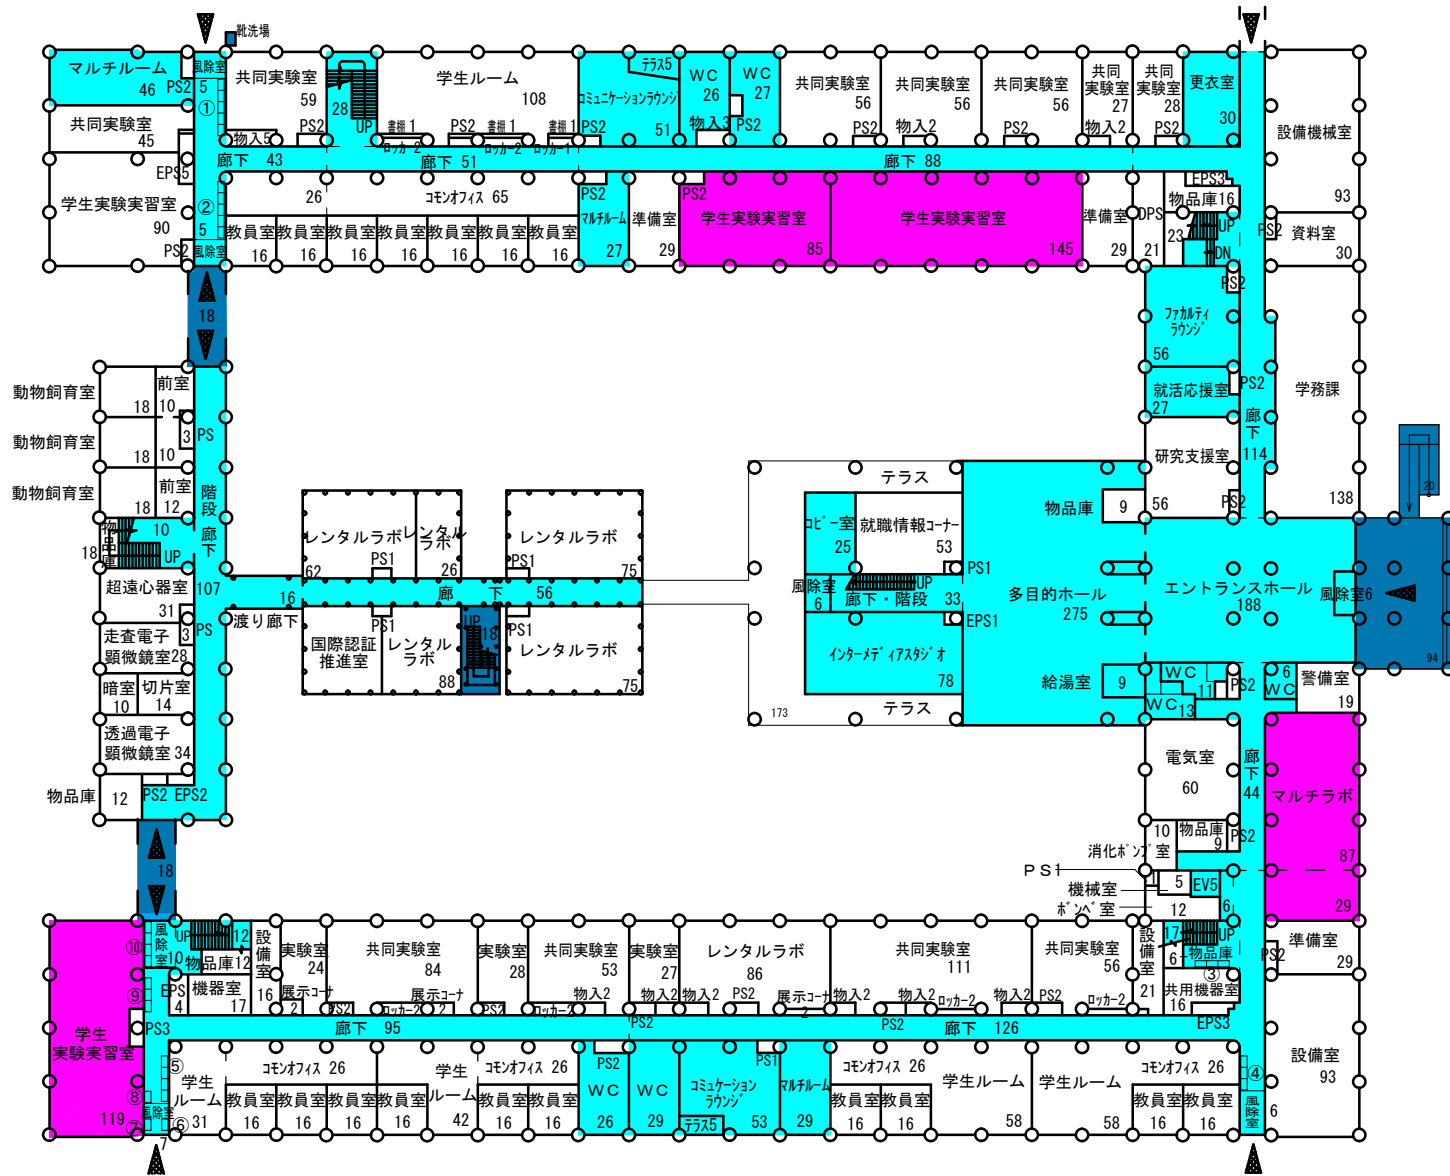 靴洗場
マルチルーム
46
PS2
風除室
5
①
共同実験室
59
28
UP
学生ルーム
108
コミュニケーションラウンジ
51
テラス5
WC
26
WC
27
PS2
共同実験室
56
共同実験室
56
共同実験室
56
共同
実験室
27
共同
実験室
28
更衣室
30
設備機械室
93
共同実験室
45
物入5
PS2
書棚1
ロッカー2
PS2
書棚1
ロッカー2
書棚1
ロッカー1
PS2
物入3
PS2
物入2
PS2
物入2
PS2
廊下 43
廊下 51
廊下 88
EPS5
学生実験実習室
90
②
5
PS2
風除室
26
コモンオフィス 65
教員室
16
教員室
16
教員室
16
教員室
16
教員室
16
教員室
16
教員室
16
PS2
マルチルーム
27
準備室
29
PS2
学生実験実習室
85
学生実験実習室
145
準備室
29
DPS
21
EPS3
物品庫16
23
UP
DN
PS2
資料室
30
18
PS2
ファカルティ
ラウンジ
56
就活応援室
27
PS2
廊下
114
学務課
138
研究支援室
56
PS2
動物飼育室
18
前室
10
3
PS
動物飼育室
18
10
動物飼育室
18
前室
12
階段
廊下
107
物品庫
18
10
UP
超遠心器室
31
3
PS
走査電子
顕微鏡室28
暗室
10
切片室
14
透過電子
顕微鏡室34
物品庫
12
PS2
EPS2
16
渡り廊下
レンタルラボ
62
PS1
レンタル
ラボ
26
レンタルラボ
75
PS1
廊下 56
国際認証
推進室
PS1
レンタル
ラボ
88
UP
18
PS1
レンタルラボ
75
テラス
コピー室
25
就職情報コーナー
53
PS1
風除室
6
UP
廊下・階段
33
EPS1
インターメディアスタジオ
78
テラス
173
物品庫
9
多目的ホール
275
給湯室
9
エントランスホール
188
風除室6
20
94
WC
11
WC
13
PS2
6
WC
警備室
19
電気室
60
廊下
44
マルチラボ
87
29
10
物品庫
9
PS2
消化ポンプ室
PS1
機械室
5
EV5
ボンベ室
12
6
18
⑩
風除室
10
UP
12
物品庫12
設備室
16
実験室
24
共同実験室
84
実験室
28
共同実験室
53
実験室
27
レンタルラボ
86
共同実験室
111
共同実験室
56
設備室
21
17
UP
6
物品庫
③
PS2
準備室
29
⑨
EPS
4
機器室
17
展示コーナ
2
PS2
ロッカー2
展示コーナ
2
PS2
ロッカー2
物入2
物入2
物入2
PS2
展示コーナ
2
物入2
物入2
ロッカー2
物入2
PS2
ロッカー2
共用機器室
16
EPS3
PS3
廊下 95
PS2
PS2
廊下 126
学生
実験実習室
119
⑤
⑧
風除室
⑦
⑥
7
学生
ルーム
31
コモンオフィス 26
教員室
16
教員室
16
教員室
16
学生
ルーム
42
コモンオフィス 26
教員室
16
教員室
16
PS2
WC
26
WC
29
コミュケーション
ラウンジ
53
テラス5
PS1
マルチルーム
29
コモンオフィス 26
教員室
16
教員室
16
学生ルーム
58
学生ルーム
58
コモンオフィス 26
教員室
16
教員室
16
④
風除室
6
設備室
93